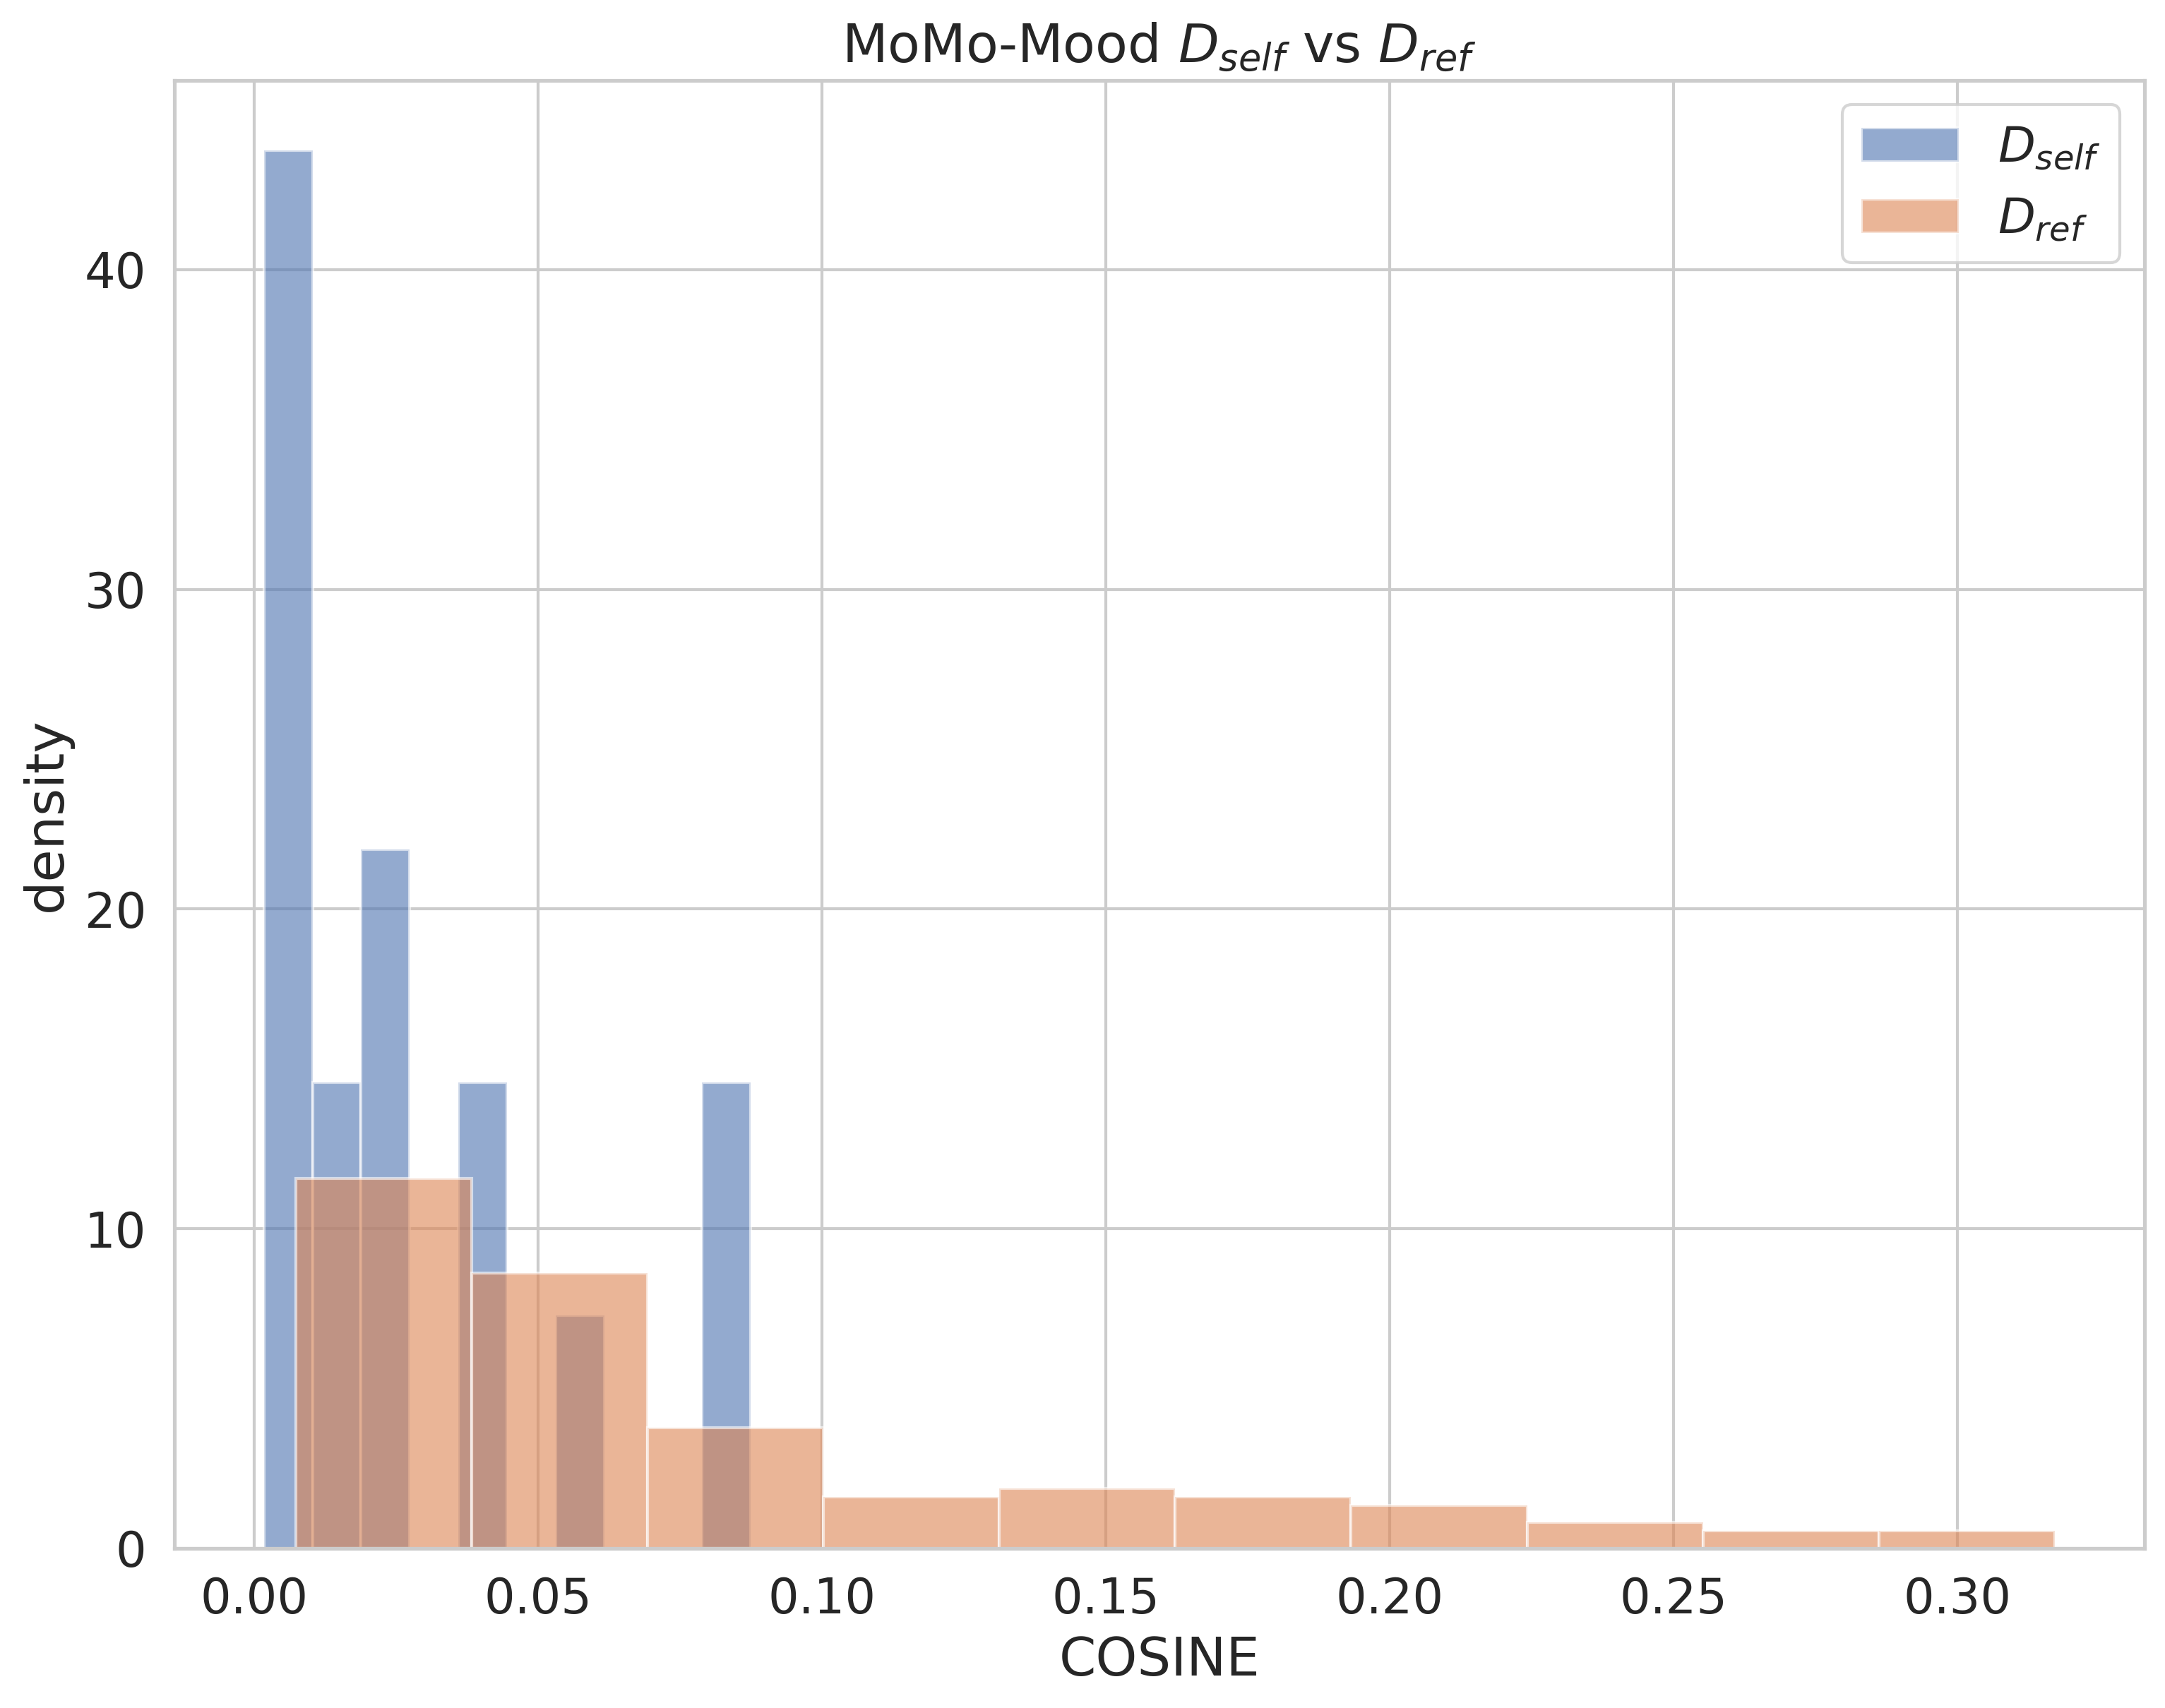 MoMo-Mood D_self vs D_ref
D_self
D_ref
40
30
20
10
0
density
0.00 0.05 0.10 0.15 0.20 0.25 0.30
COSINE